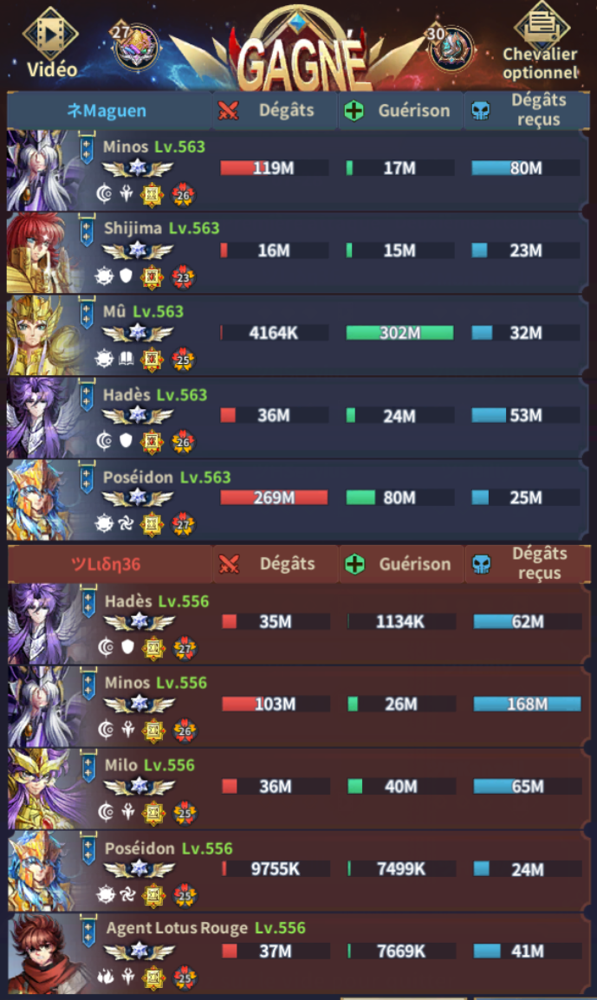 27
GAGNÉ
30
Vidéo
Chevalier
optionnel
ネMaguen
Dégâts
Guérison
Dégâts
reçus
Minos Lv.563
119M
17M
80M
26
Shijima Lv.563
16M
15M
23M
23
Mû Lv.563
4164K
302M
32M
25
Hadès Lv.563
36M
24M
53M
26
Poséidon Lv.563
269M
80M
25M
27
ツLιδη36
Dégâts
Guérison
Dégâts
reçus
Hadès Lv.556
35M
1134K
62M
27
Minos Lv.556
103M
26M
168M
26
Milo Lv.556
36M
40M
65M
25
Poséidon Lv.556
9755K
7499K
24M
25
Agent Lotus Rouge Lv.556
37M
7669K
41M
25